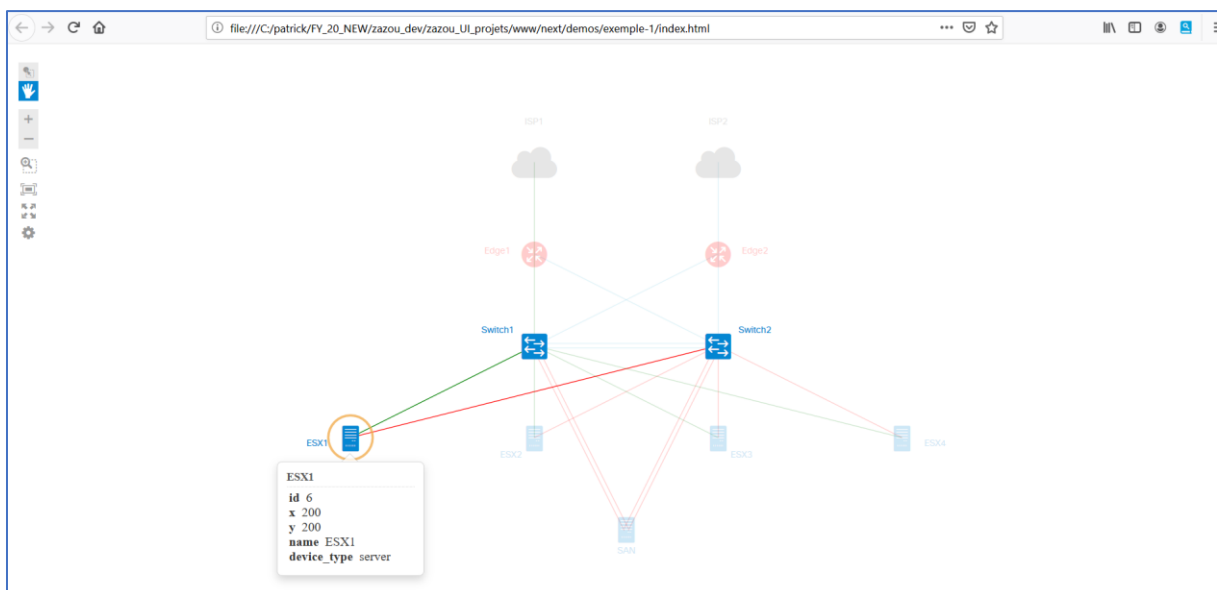 file:///C:/patrick/FY_20_NEW/zazou_dev/zazou_UI_projets/www/next/demos/exemple-1/index.html
ISP1 ISP2
Edge1 Edge2
Switch1 Switch2
ESX1 ESX2 ESX3 ESX4
ESX1
id 6
x 200
y 200
name ESX1
device_type server
SAN